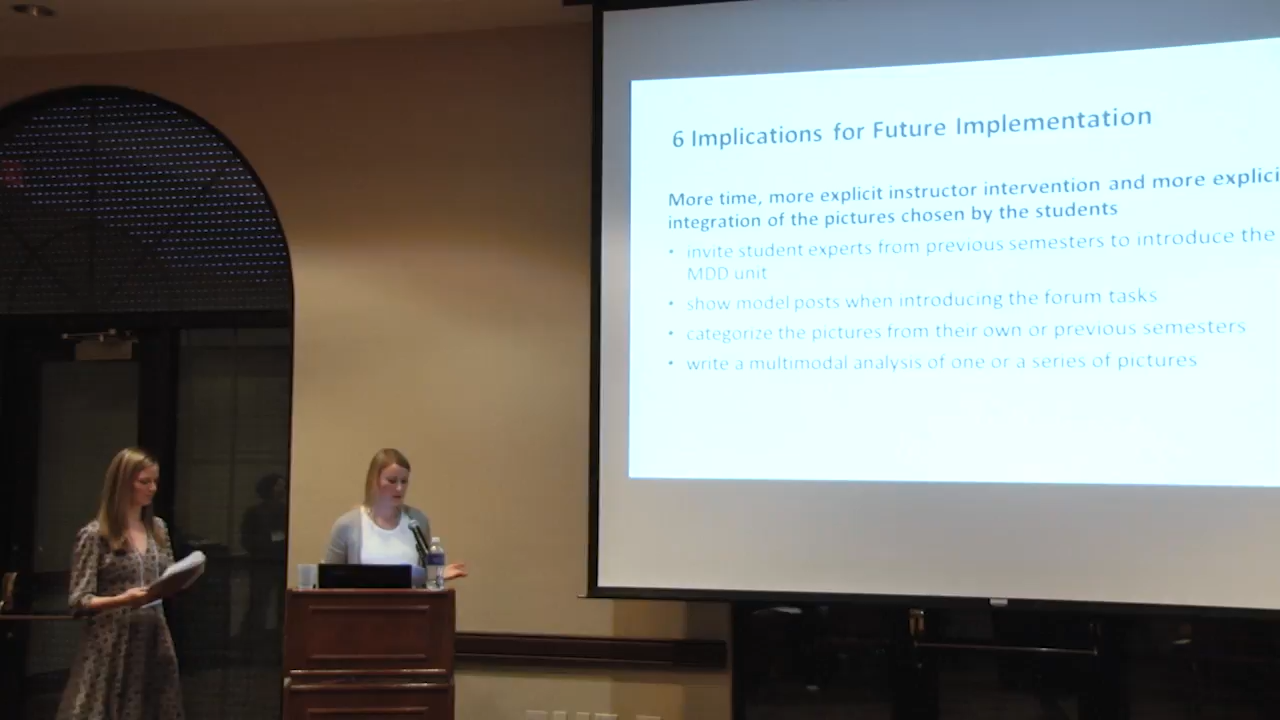 6 Implications for Future Implementation
More time, more explicit instructor intervention and more explici
integration of the pictures chosen by the students
• invite student experts from previous semesters to introduce the
MDD unit
• show model posts when introducing the forum tasks
• categorize the pictures from their own or previous semesters
• write a multimodal analysis of one or a series of pictures